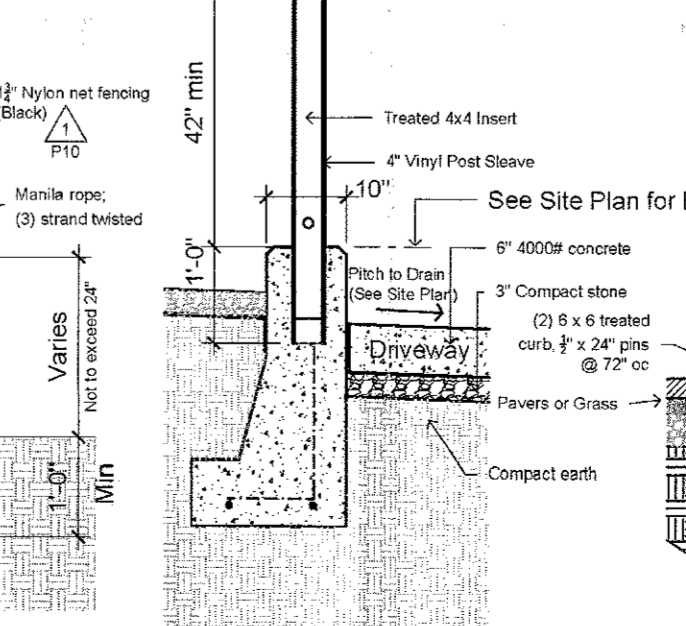 ¾" Nylon net fencing
(Black)
1
P10
Manila rope;
(3) strand twisted
Varies
Not to exceed 24"
1'-0"
Min
42" min
1'-0"
10"
Treated 4x4 Insert
4" Vinyl Post Sleave
See Site Plan for
6" 4000# concrete
Pitch to Drain
(See Site Plan)
3" Compact stone
Driveway
(2) 6 x 6 treated
curb, ½" x 24" pins
@ 72" oc
Pavers or Grass
Compact earth